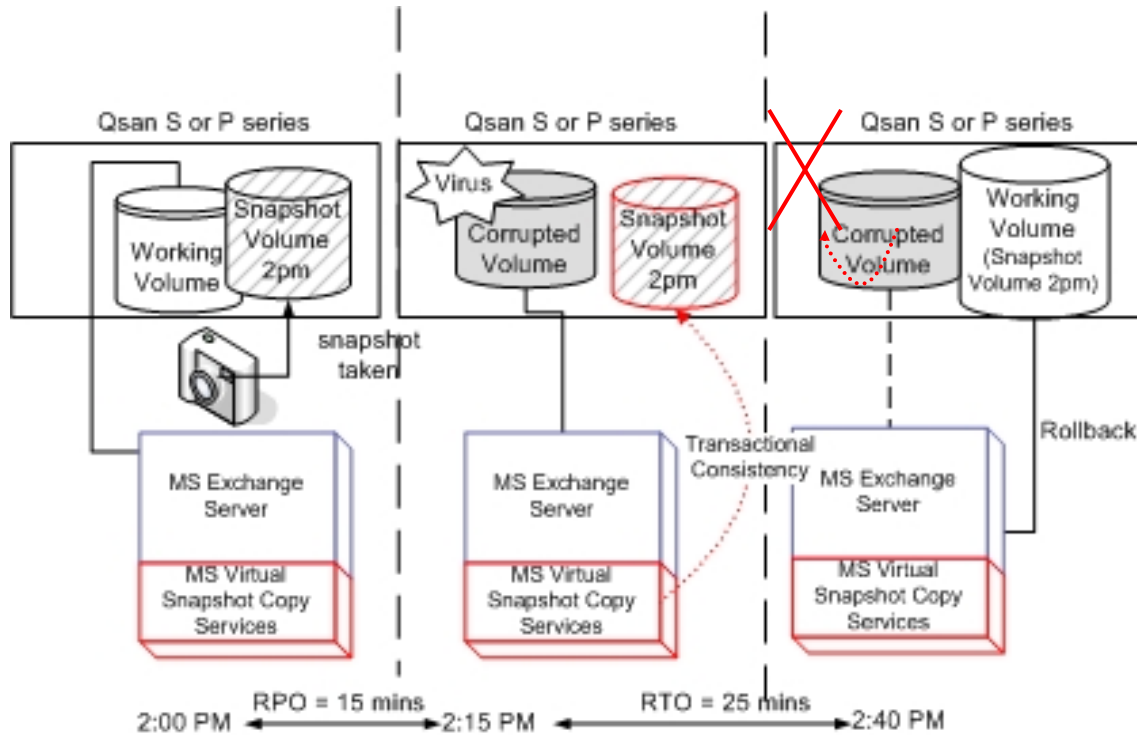 Qsan S or P series
Snapshot
Volume
2pm
Working
Volume
snapshot
taken
MS Exchange
Server
MS Virtual
Snapshot Copy
Services
Qsan S or P series
Virus
Corrupted
Volume
Snapshot
Volume
2pm
Transactional
Consistency
MS Exchange
Server
MS Virtual
Snapshot Copy
Services
Qsan S or P series
Corrupted
Volume
Working
Volume
(Snapshot
Volume 2pm)
Rollback
MS Exchange
Server
MS Virtual
Snapshot Copy
Services
RPO = 15 mins
RTO = 25 mins
2:00 PM
2:15 PM
2:40 PM